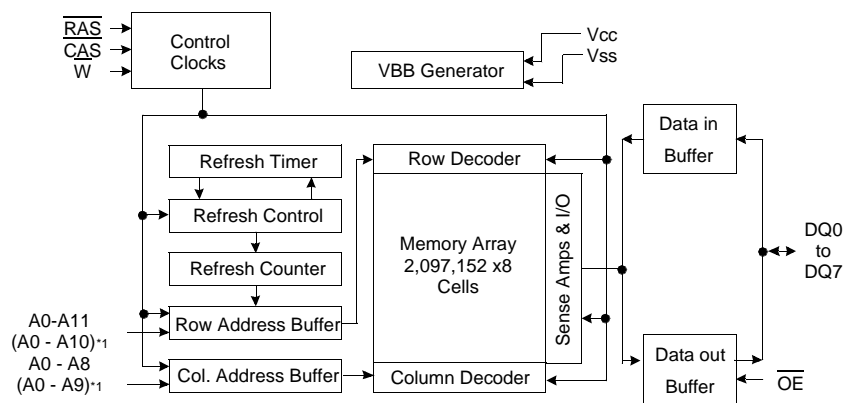 RAS
CAS
W
Control
Clocks
VBB Generator
Vcc
Vss
Refresh Timer
Refresh Control
Refresh Counter
Row Address Buffer
Col. Address Buffer
A0-A11
(A0 - A10)*1
A0 - A8
(A0 - A9)*1
Row Decoder
Memory Array
2,097,152 x8
Cells
Column Decoder
Sense Amps & I/O
Data in
Buffer
Data out
Buffer
DQ0
to
DQ7
OE